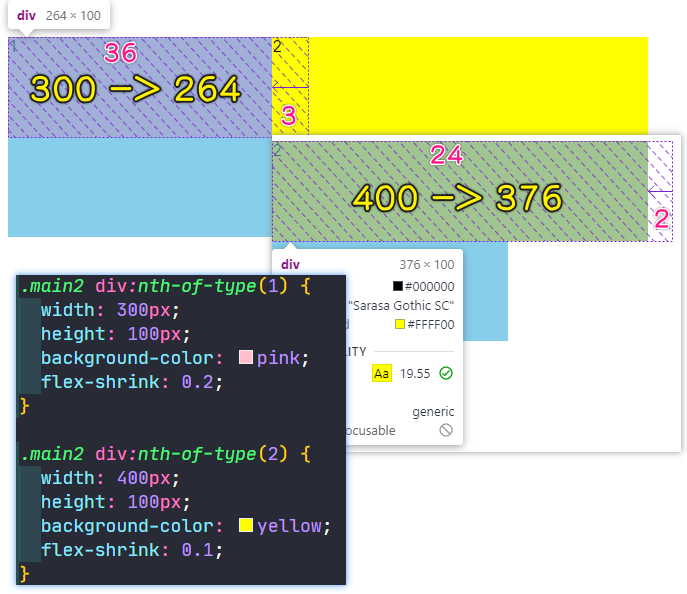 div 264 × 100
1
36
2
300 -> 264
3
2
24
400 -> 376
2
div 376 × 100
#000000
"Sarasa Gothic SC"
#FFFF00
Aa 19.55
generic
.main2 div:nth-of-type(1) {
width: 300px;
height: 100px;
background-color: pink;
flex-shrink: 0.2;
}
.main2 div:nth-of-type(2) {
width: 400px;
height: 100px;
background-color: yellow;
flex-shrink: 0.1;
}